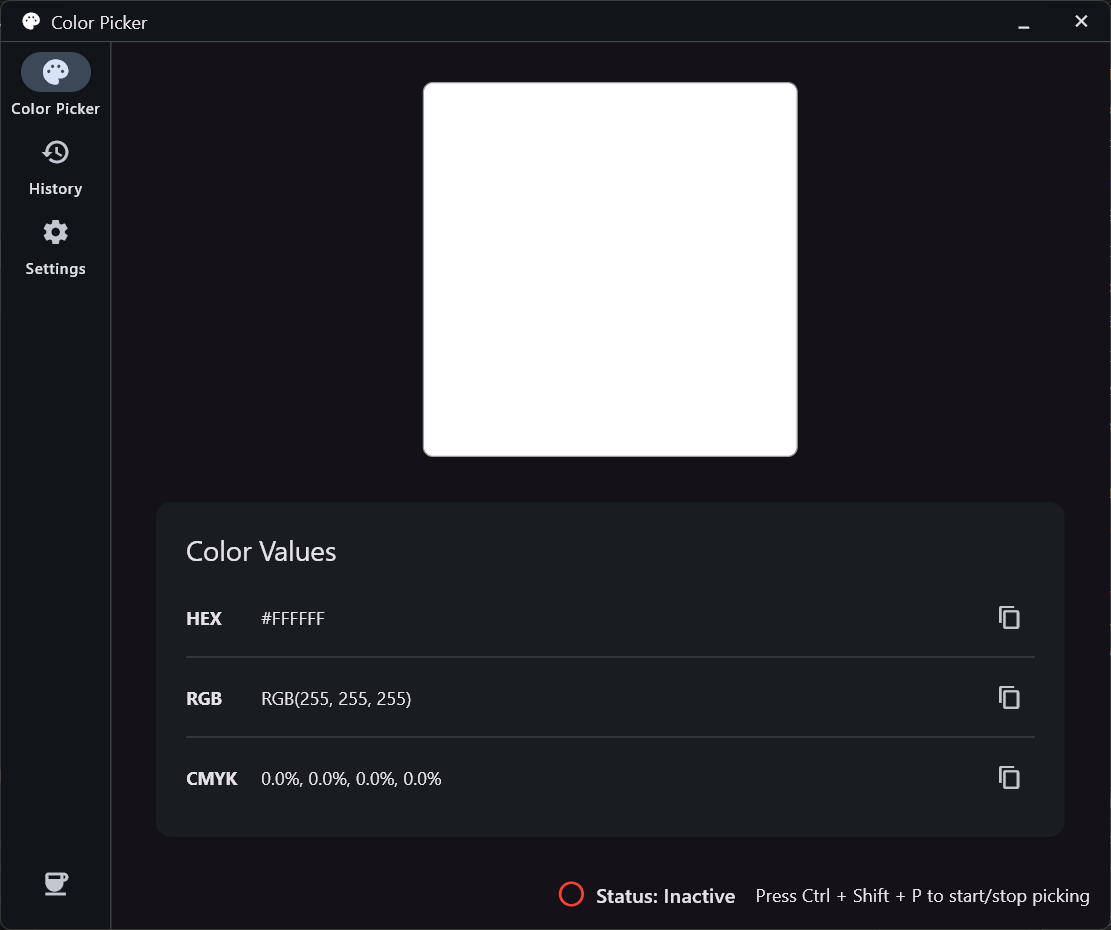 Color Picker
Color Picker
History
Settings
Color Values
HEX #FFFFFF
RGB RGB(255, 255, 255)
CMYK 0.0%, 0.0%, 0.0%, 0.0%
Status: Inactive Press Ctrl + Shift + P to start/stop picking